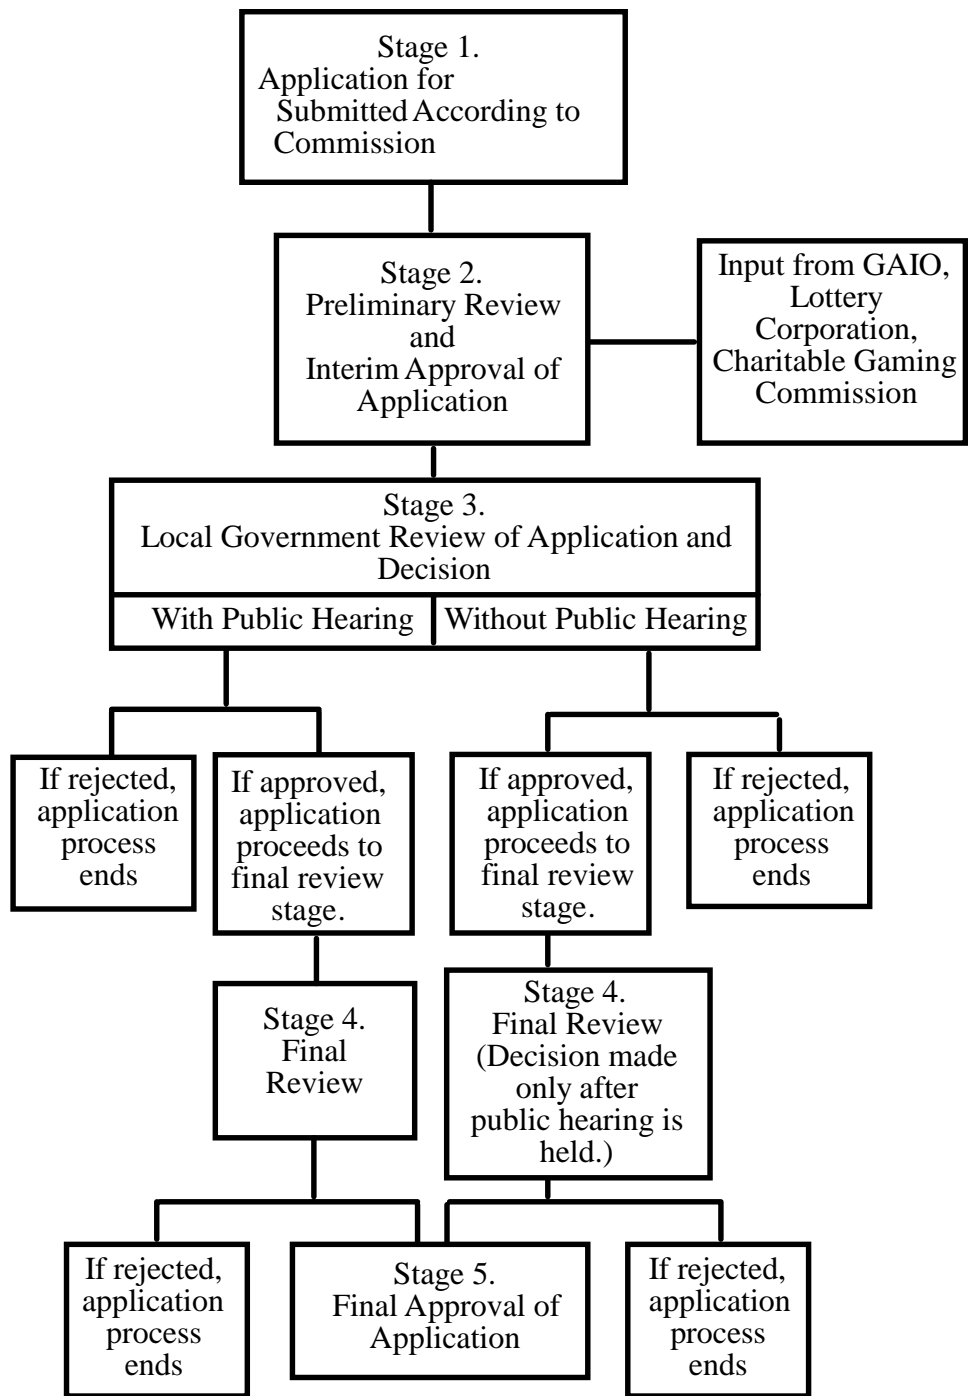 Stage 1.
Application for
Submitted According to
Commission
Stage 2.
Preliminary Review
and
Interim Approval of
Application
Input from GAIO,
Lottery
Corporation,
Charitable Gaming
Commission
Stage 3.
Local Government Review of Application and
Decision
With Public Hearing
Without Public Hearing
If rejected,
application
process
ends
If approved,
application
proceeds to
final review
stage.
If approved,
application
proceeds to
final review
stage.
If rejected,
application
process
ends
Stage 4.
Final
Review
Stage 4.
Final Review
(Decision made
only after
public hearing is
held.)
If rejected,
application
process
ends
Stage 5.
Final Approval of
Application
If rejected,
application
process
ends